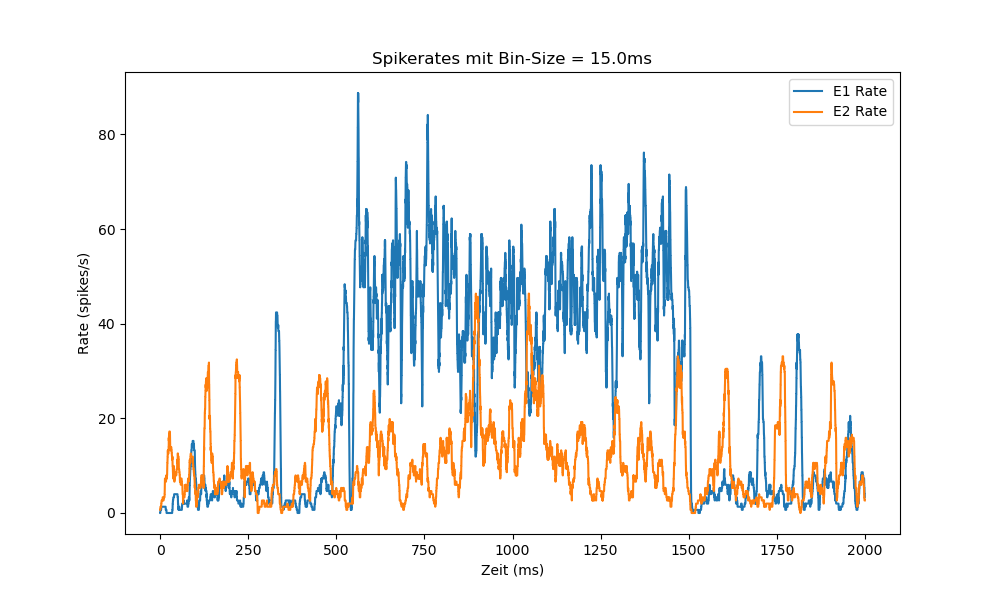 Spikerates mit Bin-Size = 15.0ms
E1 Rate
E2 Rate
80
60
40
20
0
Rate (spikes/s)
0 250 500 750 1000 1250 1500 1750 2000
Zeit (ms)